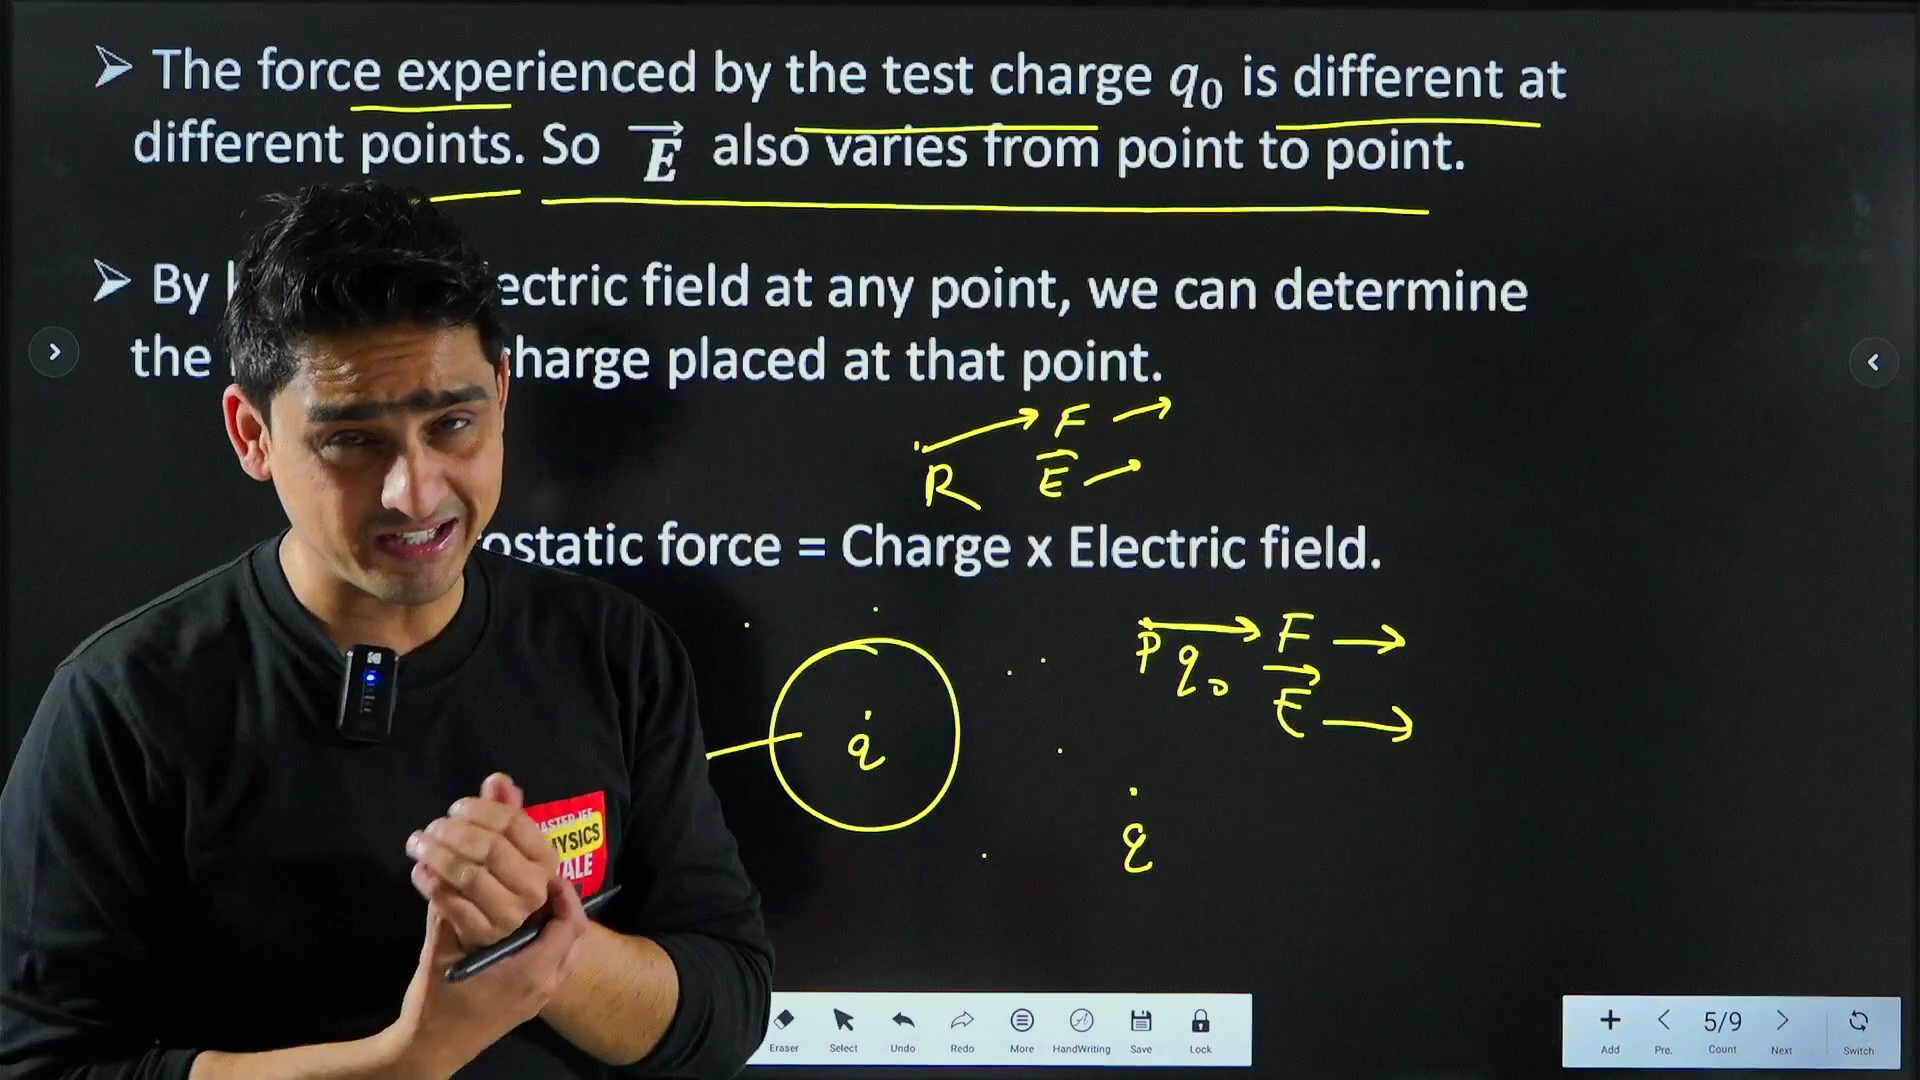 The force experienced by the test charge q₀ is different at
different points. So E⃗ also varies from point to point.
By electric field at any point, we can determine
the charge placed at that point.
F
R E
ostatic force = Charge x Electric field.
P q₀ F
E
q
q
PHYSICS
Eraser Select Undo Redo More HandWriting Save Lock
5/9
Add Pre. Count Next Switch